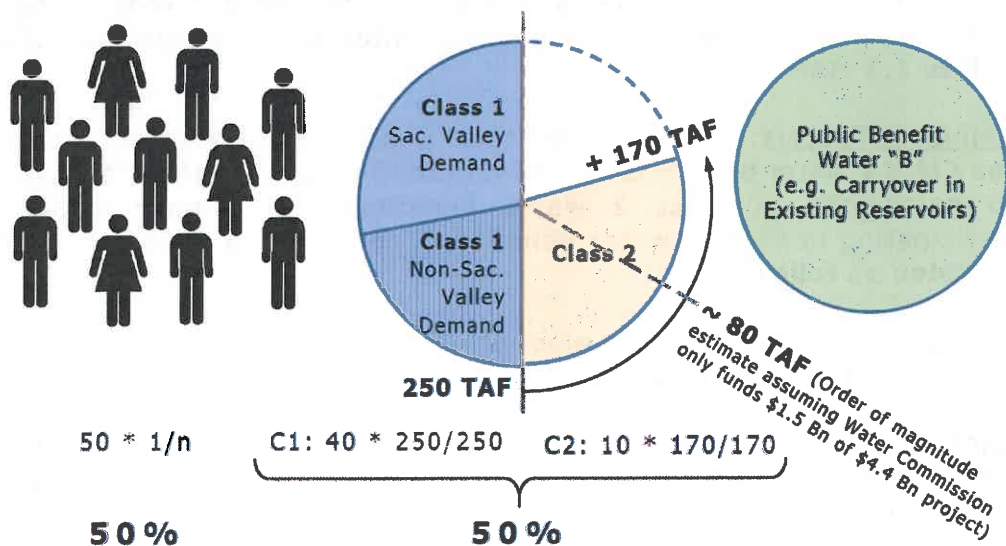 Class 1
Sac. Valley
Demand
Class 1
Non-Sac.
Valley
Demand
250 TAF
+ 170 TAF
Class 2
~ 80 TAF (Order of magnitude
estimate assuming Water Commission
only funds $1.5 Bn of $4.4 Bn project)
Public Benefit
Water "B"
(e.g. Carryover in
Existing Reservoirs)
50 * 1/n
C1: 40 * 250/250
C2: 10 * 170/170
50%
50%